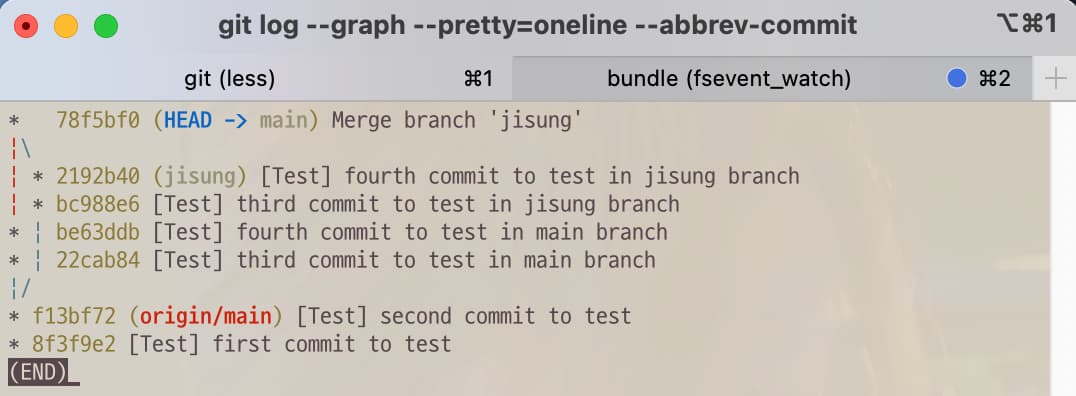 git log --graph --pretty=oneline --abbrev-commit ⌥⌘1
git (less) ⌘1 bundle (fsevent_watch) ⌘2 +
*   78f5bf0 (HEAD -> main) Merge branch 'jisung'
|\
| * 2192b40 (jisung) [Test] fourth commit to test in jisung branch
| * bc988e6 [Test] third commit to test in jisung branch
* | be63ddb [Test] fourth commit to test in main branch
* | 22cab84 [Test] third commit to test in main branch
|/
* f13bf72 (origin/main) [Test] second commit to test
* 8f3f9e2 [Test] first commit to test
(END)